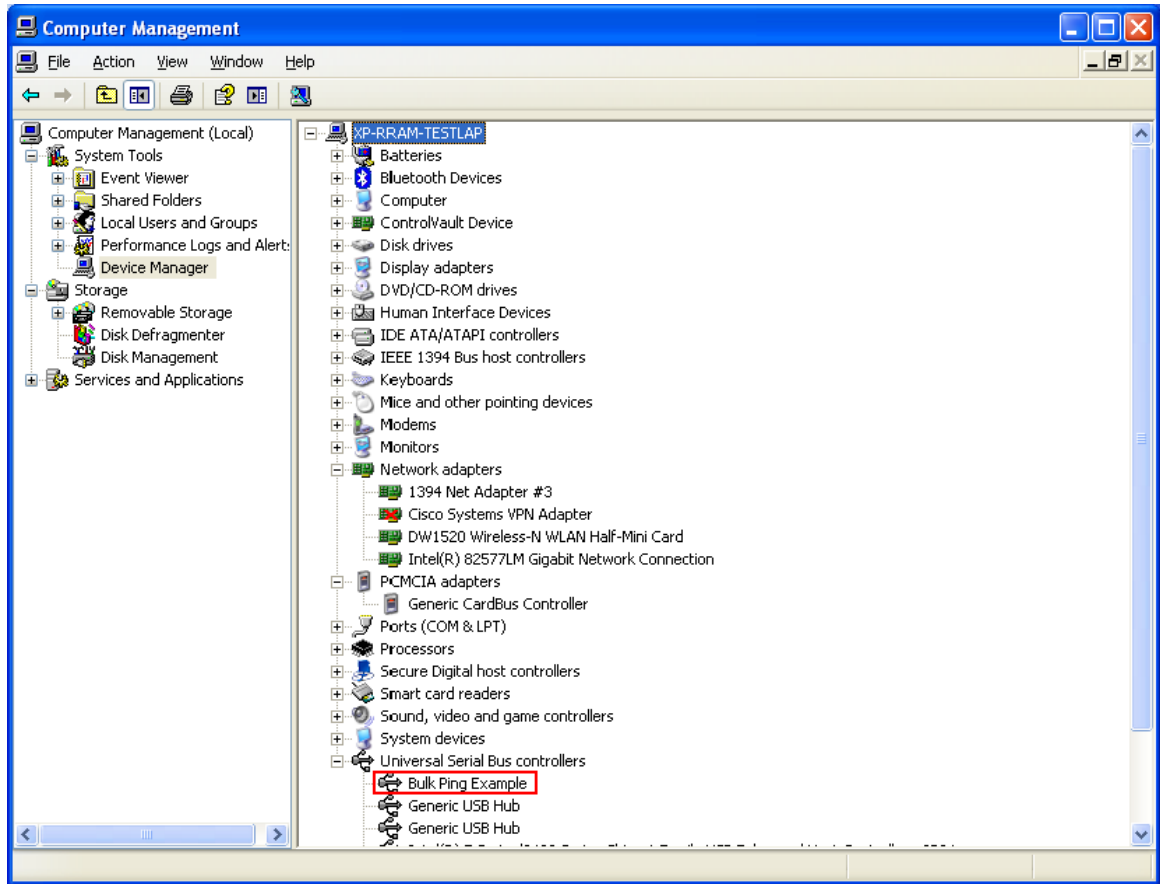 Computer Management
File Action View Window Help
Computer Management (Local)
System Tools
Event Viewer
Shared Folders
Local Users and Groups
Performance Logs and Alert
Device Manager
Storage
Removable Storage
Disk Defragmenter
Disk Management
Services and Applications
XP-RRAM-TESTLAP
Batteries
Bluetooth Devices
Computer
ControlVault Device
Disk drives
Display adapters
DVD/CD-ROM drives
Human Interface Devices
IDE ATA/ATAPI controllers
IEEE 1394 Bus host controllers
Keyboards
Mice and other pointing devices
Modems
Monitors
Network adapters
1394 Net Adapter #3
Cisco Systems VPN Adapter
DW1520 Wireless-N WLAN Half-Mini Card
Intel(R) 82577LM Gigabit Network Connection
PCMCIA adapters
Generic CardBus Controller
Ports (COM & LPT)
Processors
Secure Digital host controllers
Smart card readers
Sound, video and game controllers
System devices
Universal Serial Bus controllers
Bulk Ping Example
Generic USB Hub
Generic USB Hub